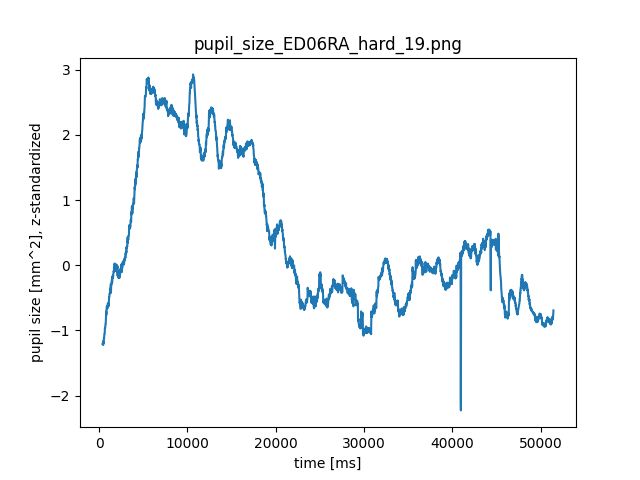 pupil_size_ED06RA_hard_19.png
pupil size [mm^2], z-standardized
3
2
1
0
−1
−2
0 10000 20000 30000 40000 50000
time [ms]